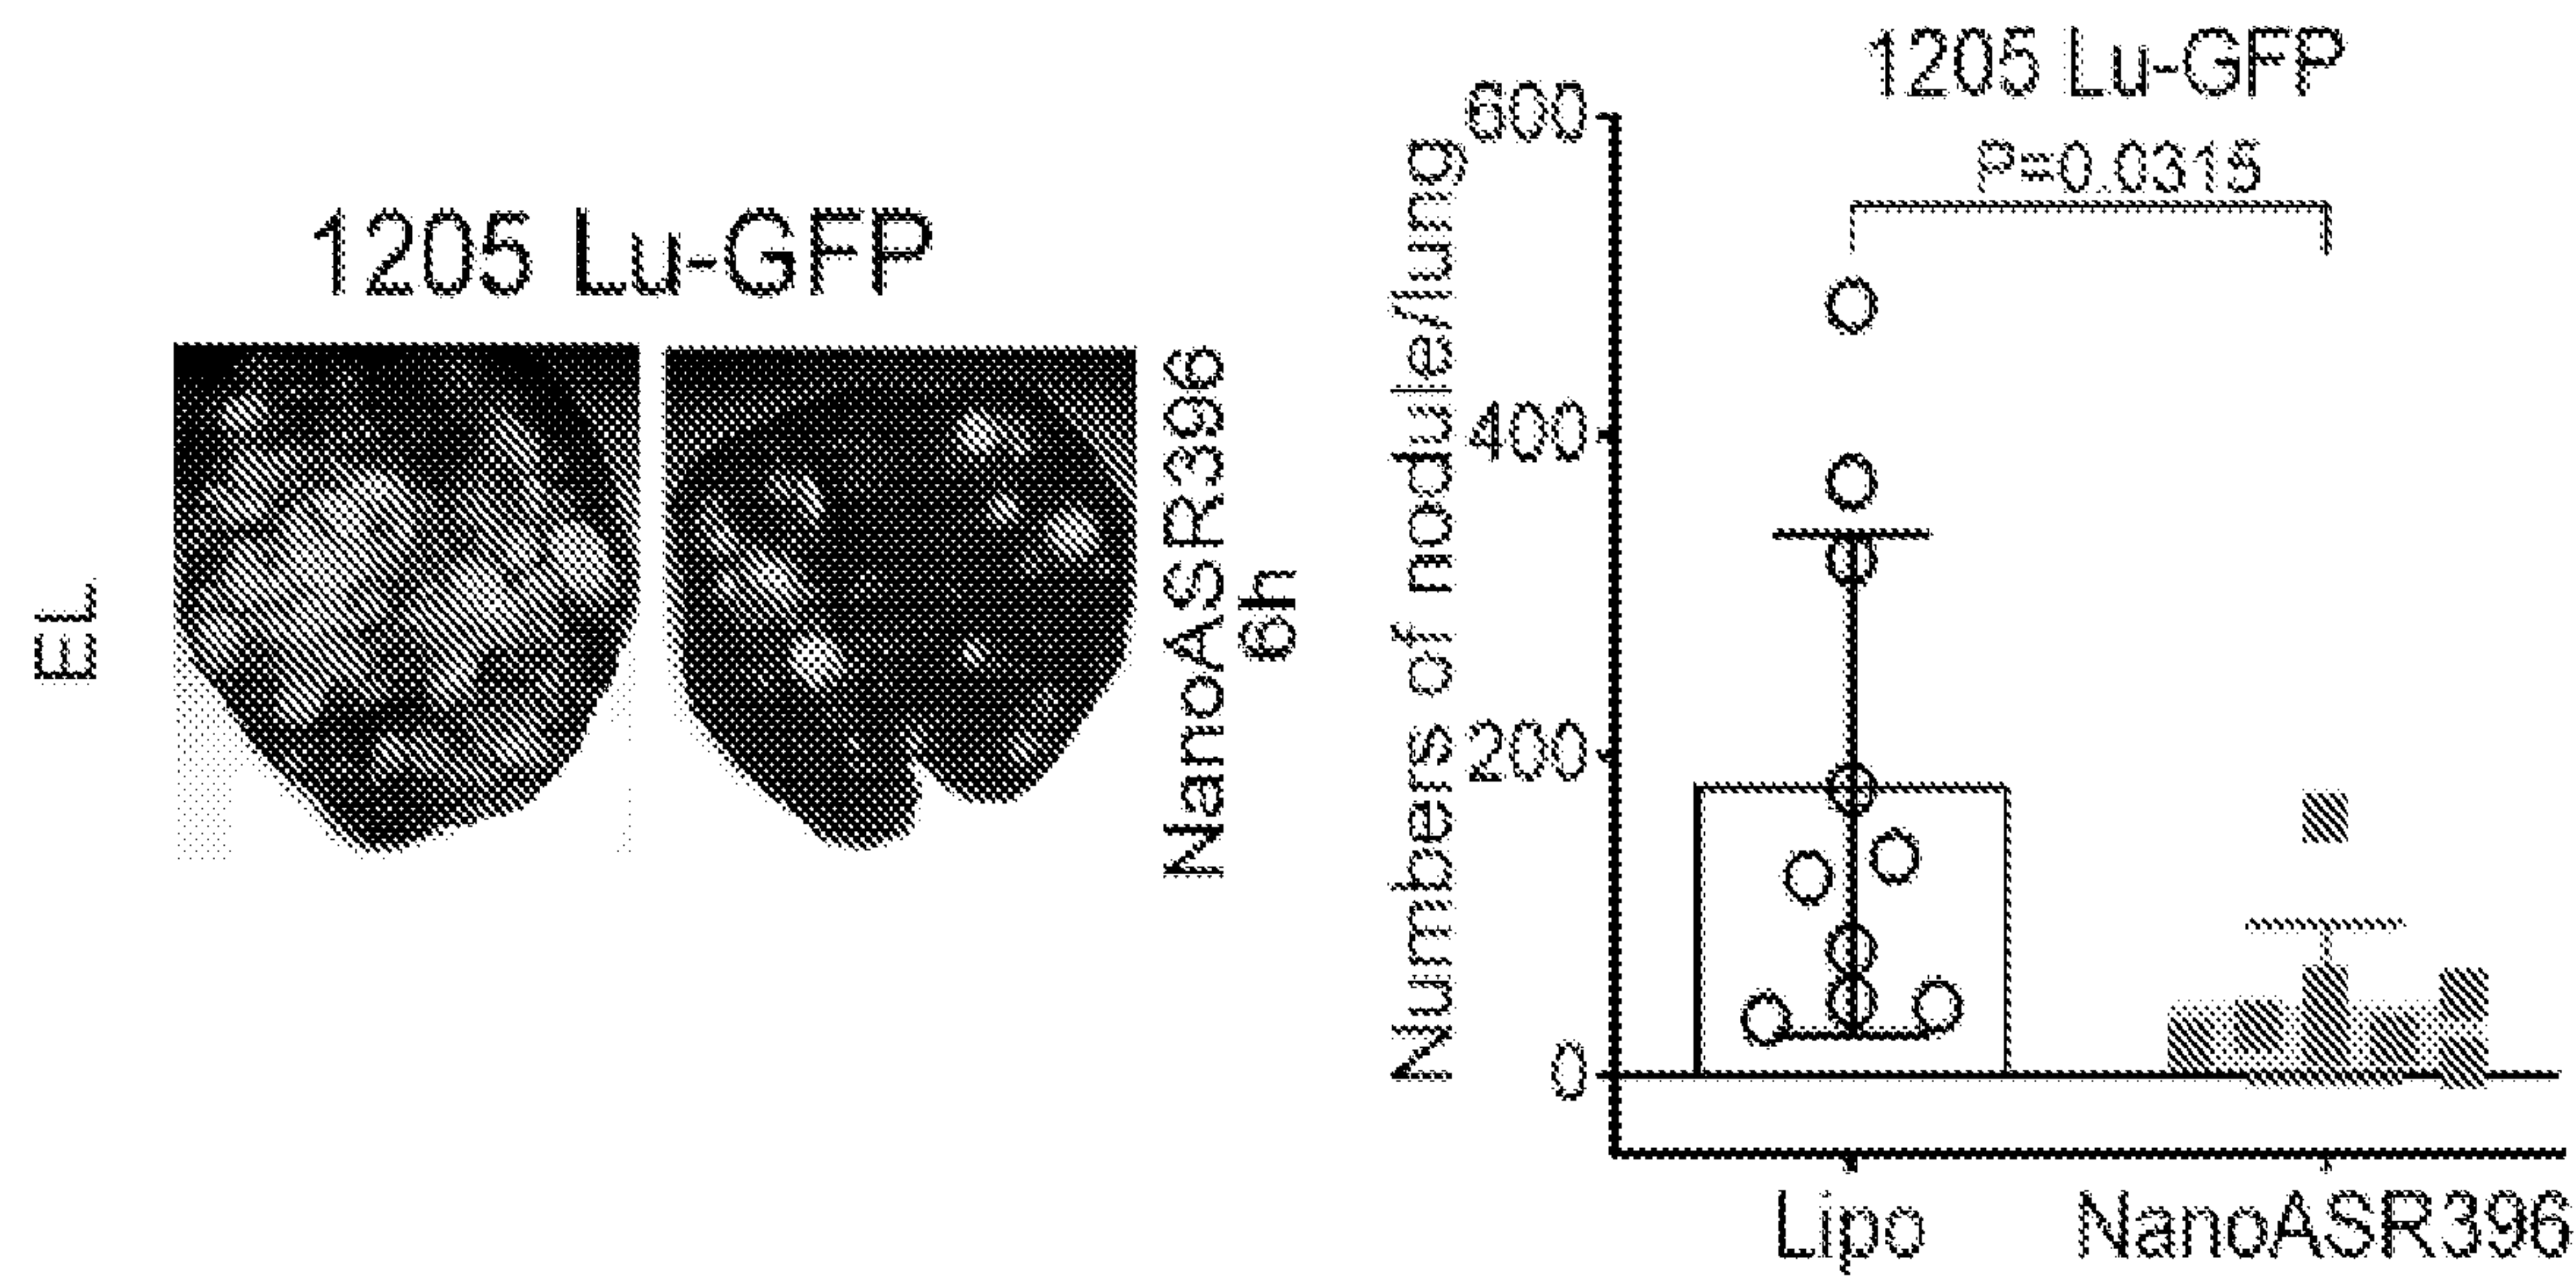 1205 Lu-GFP
EL
NanoASR396
6h
1205 Lu-GFP
P=0.0315
Numbers of nodule/lung
600
400
200
0
Lipo
NanoASR396